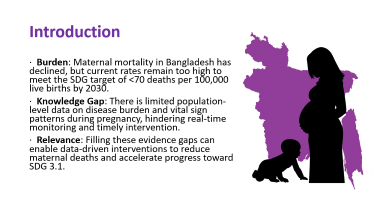 Introduction
· Burden: Maternal mortality in Bangladesh has
declined, but current rates remain too high to
meet the SDG target of <70 deaths per 100,000
live births by 2030.
· Knowledge Gap: There is limited population-
level data on disease burden and vital sign
patterns during pregnancy, hindering real-time
monitoring and timely intervention.
· Relevance: Filling these evidence gaps can
enable data-driven interventions to reduce
maternal deaths and accelerate progress toward
SDG 3.1.